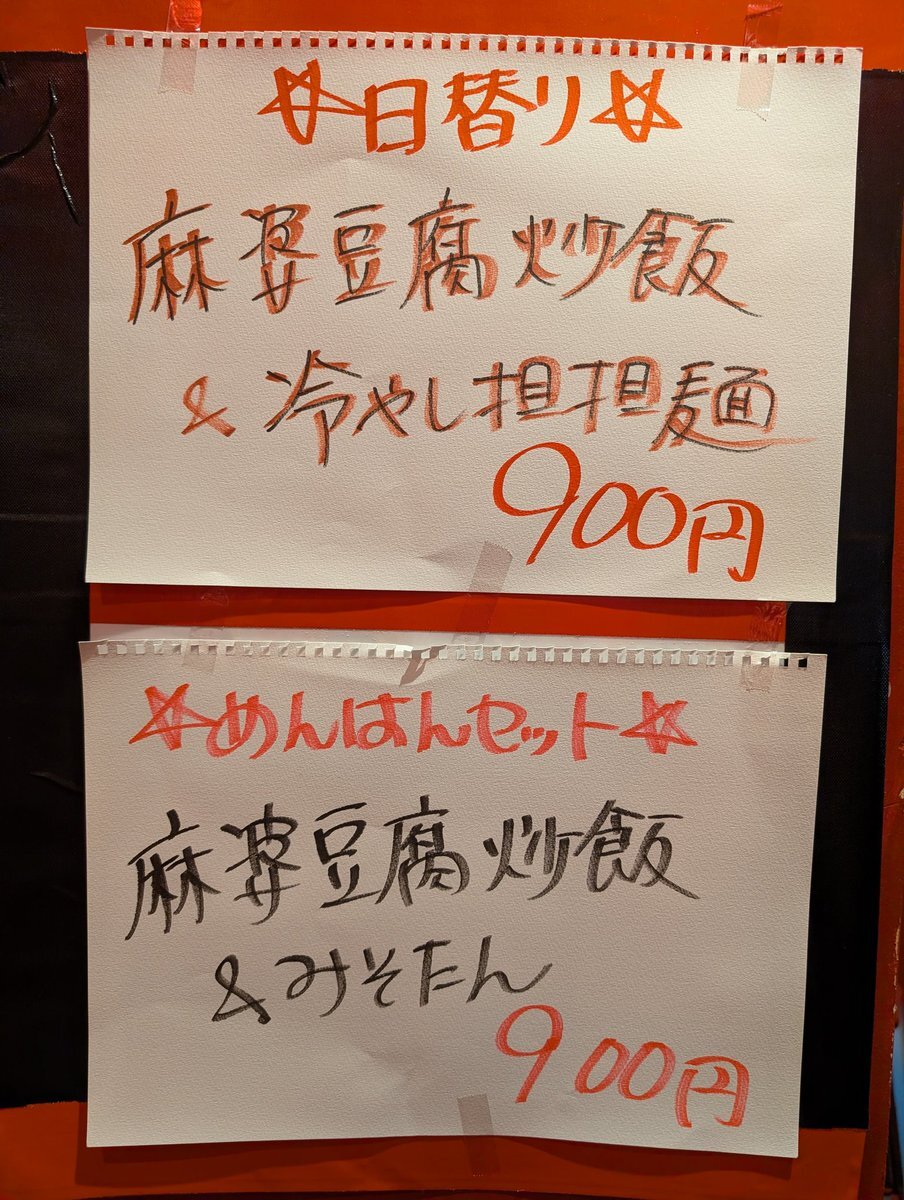 ☆日替り☆
麻婆豆腐炒飯
& 冷やし担担麺
900円
☆めんはんセット☆
麻婆豆腐炒飯
&みそたん
900円